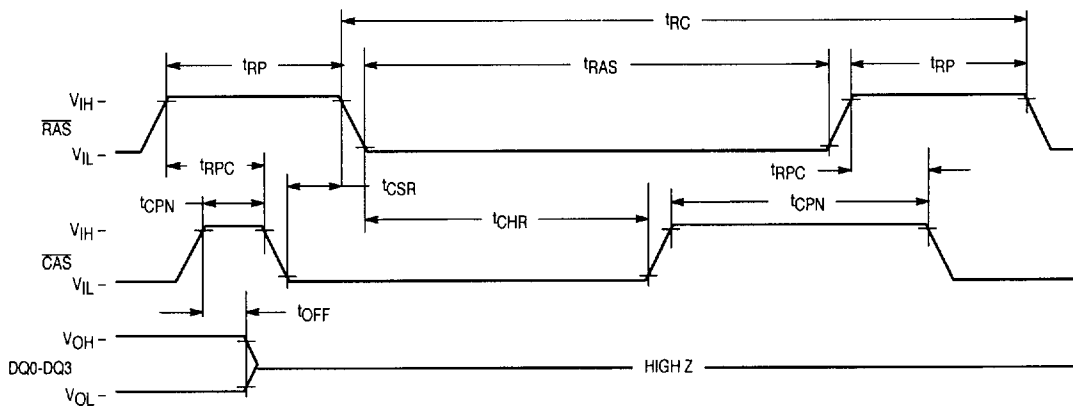 tRC
tRP
tRAS
tRP
VIH
RAS
VIL
tRPC
tCSR
tRPC
tCPN
tCHR
tCPN
VIH
CAS
VIL
tOFF
VOH
DQ0-DQ3
HIGH Z
VOL